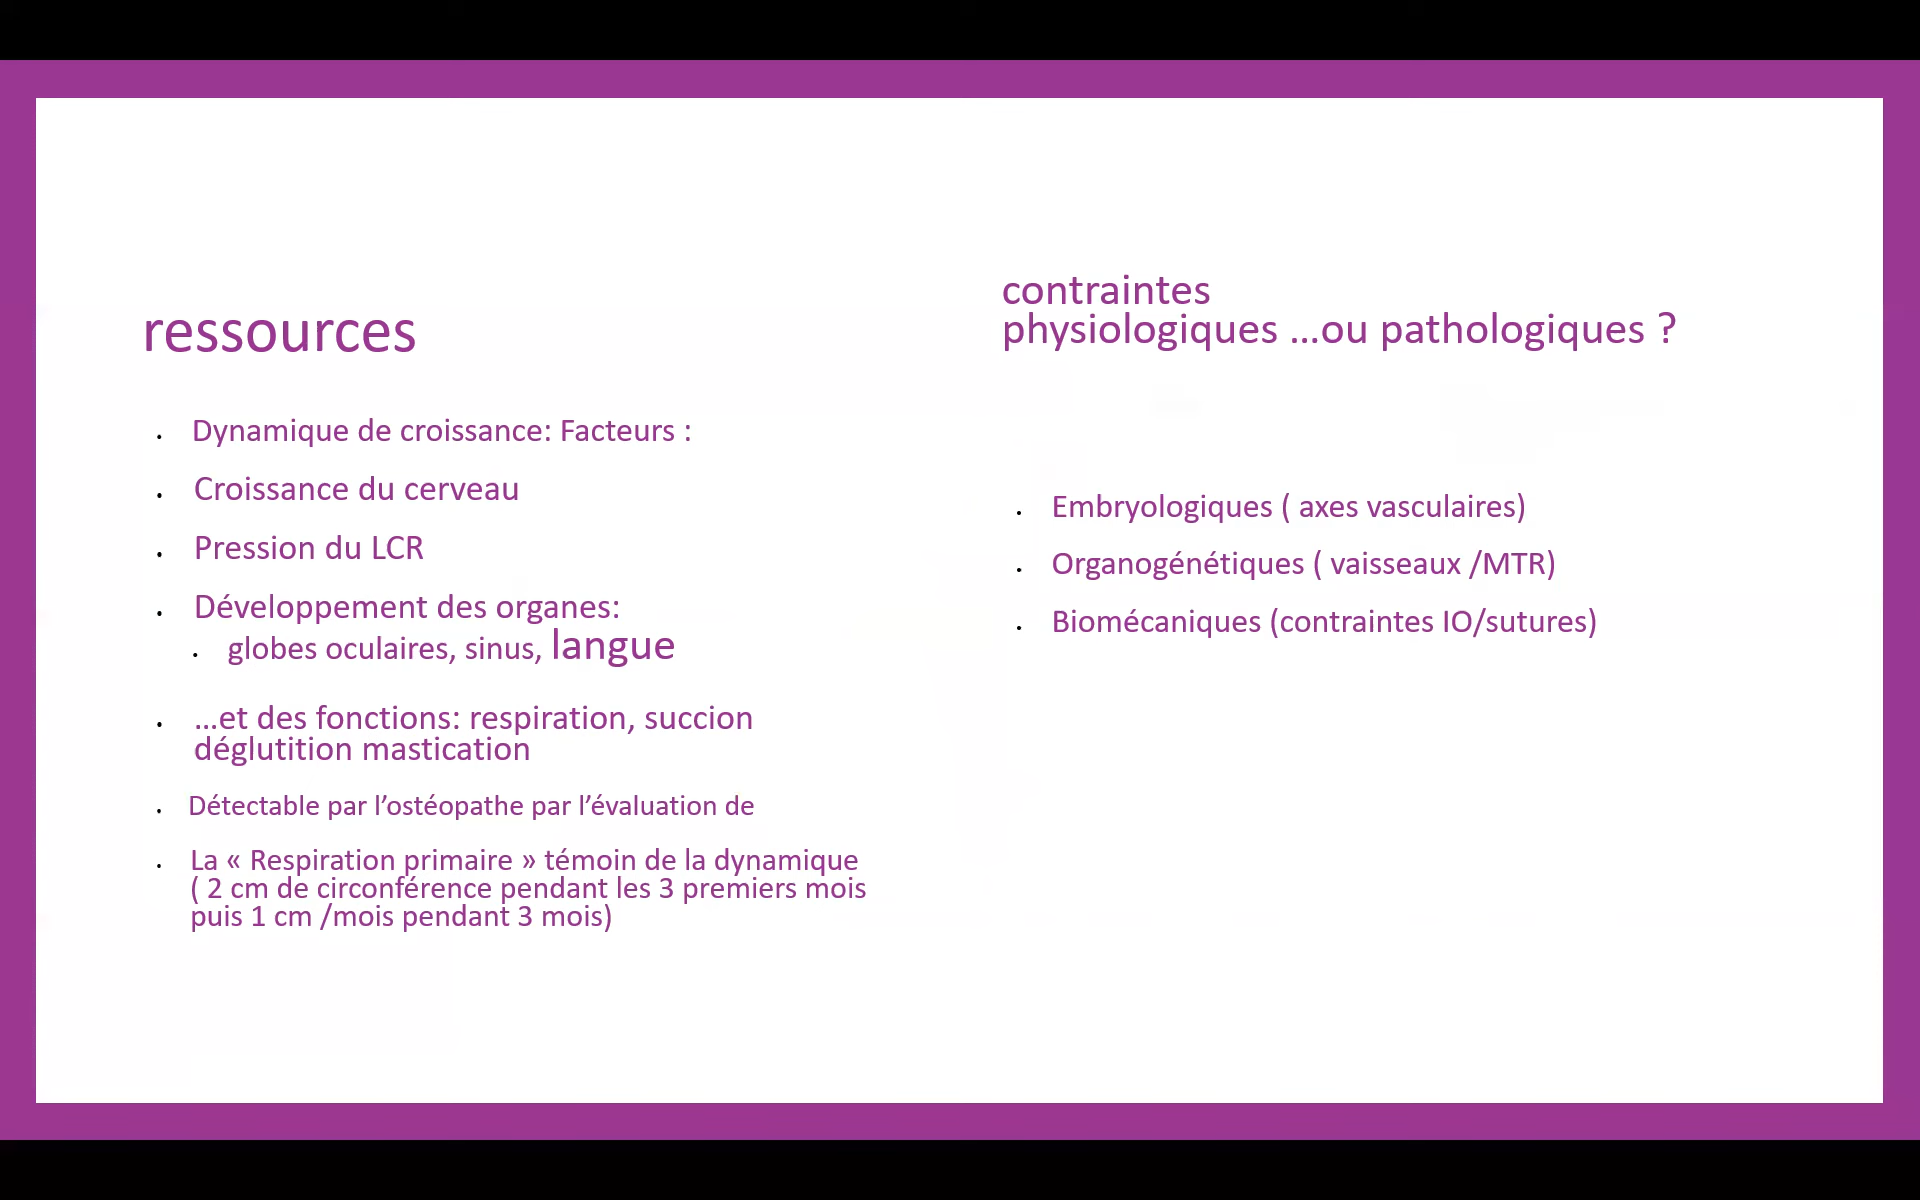 ressources
Dynamique de croissance: Facteurs :
Croissance du cerveau
Pression du LCR
Développement des organes:
globes oculaires, sinus, langue
...et des fonctions: respiration, succion
déglutition mastication
Détectable par l’ostéopathe par l’évaluation de
La « Respiration primaire » témoin de la dynamique
( 2 cm de circonférence pendant les 3 premiers mois
puis 1 cm /mois pendant 3 mois)
contraintes
physiologiques ...ou pathologiques ?
Embryologiques ( axes vasculaires)
Organogénétiques ( vaisseaux /MTR)
Biomécaniques (contraintes IO/sutures)